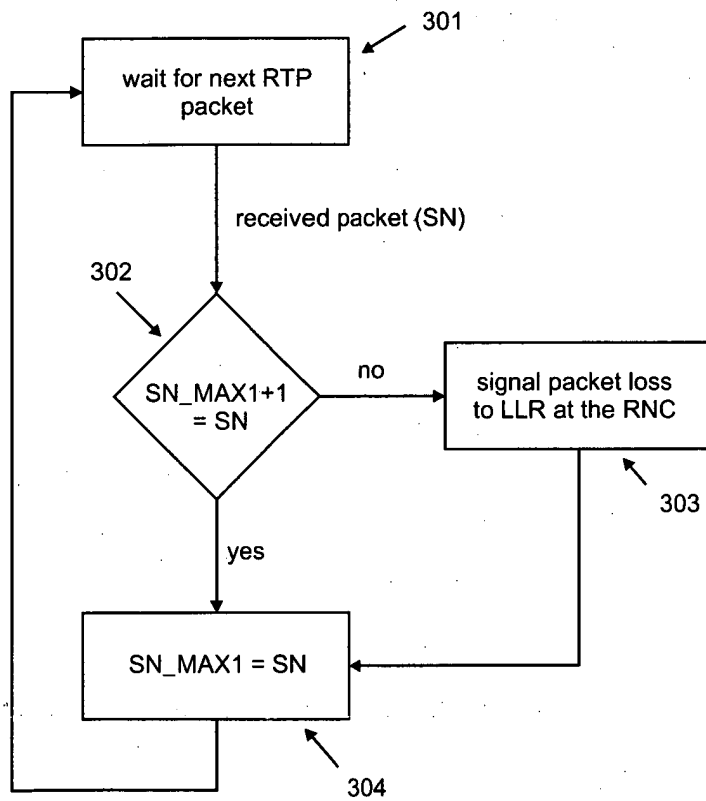 301
wait for next RTP
packet
received packet (SN)
302
SN_MAX1+1
= SN
no
signal packet loss
to LLR at the RNC
303
yes
SN_MAX1 = SN
304